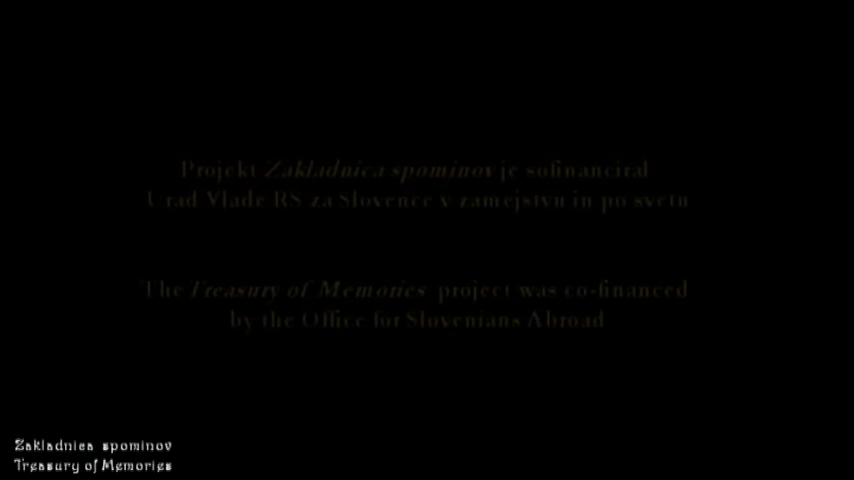 Projekt Zakladnica spominov je sofinanciral
Urad Vlade RS za Slovence v zamejstvu in po svetu
The Treasury of Memories project was co-financed
by the Office for Slovenians Abroad
Zakladnica spominov
Treasury of Memories